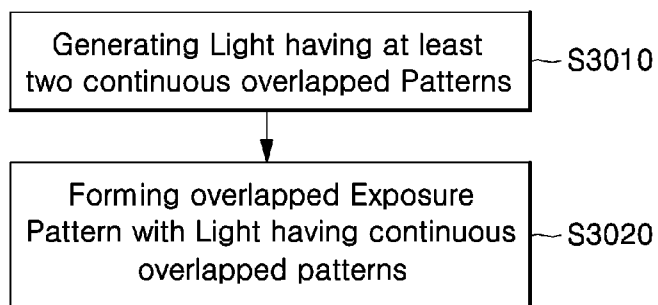 Generating Light having at least
two continuous overlapped Patterns
S3010
Forming overlapped Exposure
Pattern with Light having continuous
overlapped patterns
S3020